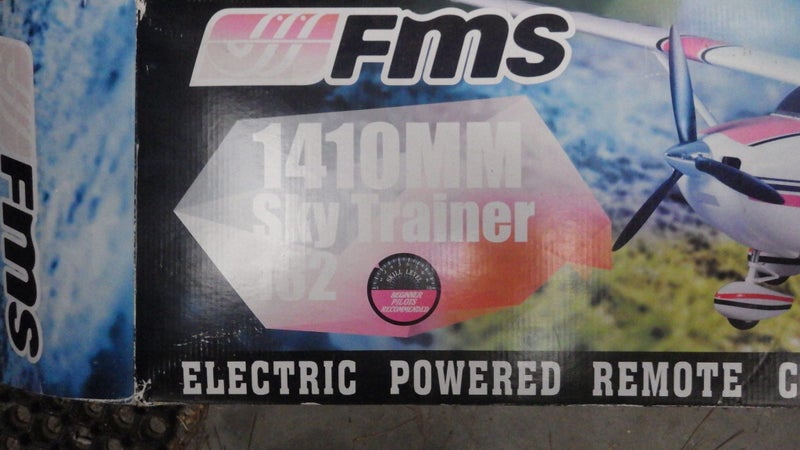 Fms
Fms
1410MM
Sky Trainer
182
SKILL LEVEL
BEGINNER
PILOTS
RECOMMENDED
ELECTRIC POWERED REMOTE C